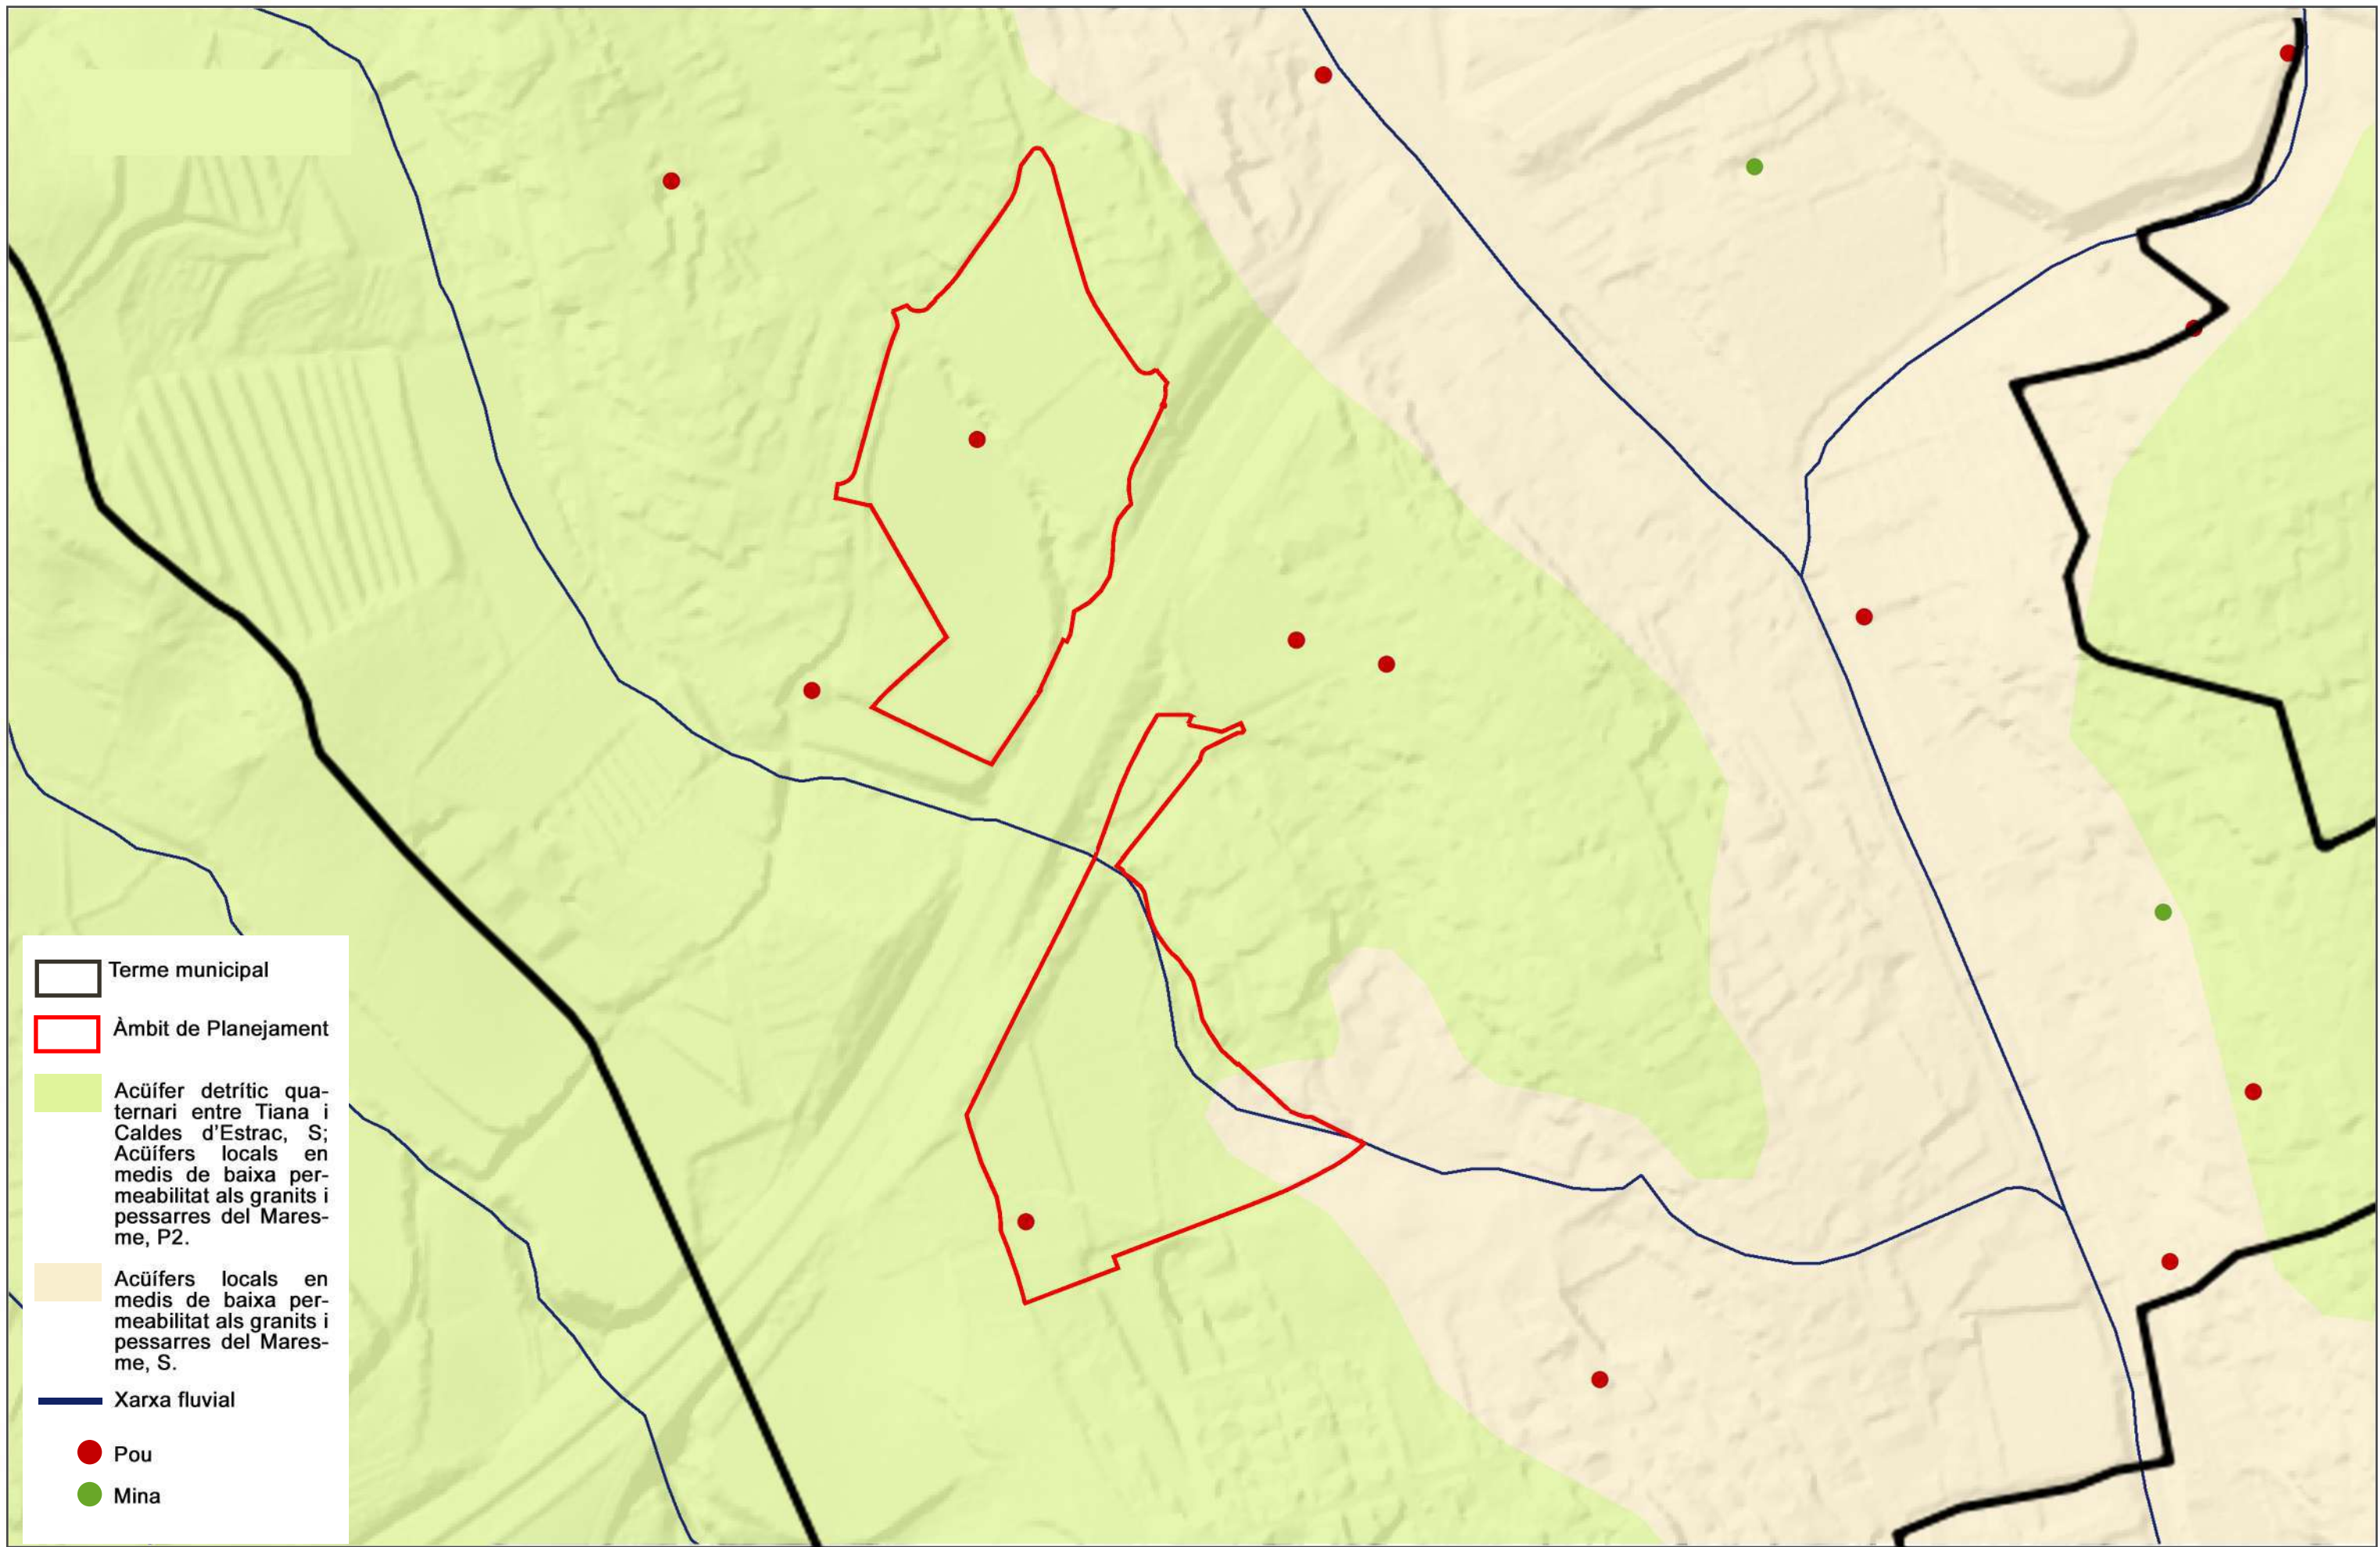 Terme municipal
Àmbit de Planejament
Acüífer detrític qua-
ternari entre Tiana i
Caldes d'Estrac, S;
Acüífers locals en
medis de baixa per-
meabilitat als granits i
pessarres del Mares-
me, P2.
Acüífers locals en
medis de baixa per-
meabilitat als granits i
pessarres del Mares-
me, S.
Xarxa fluvial
Pou
Mina